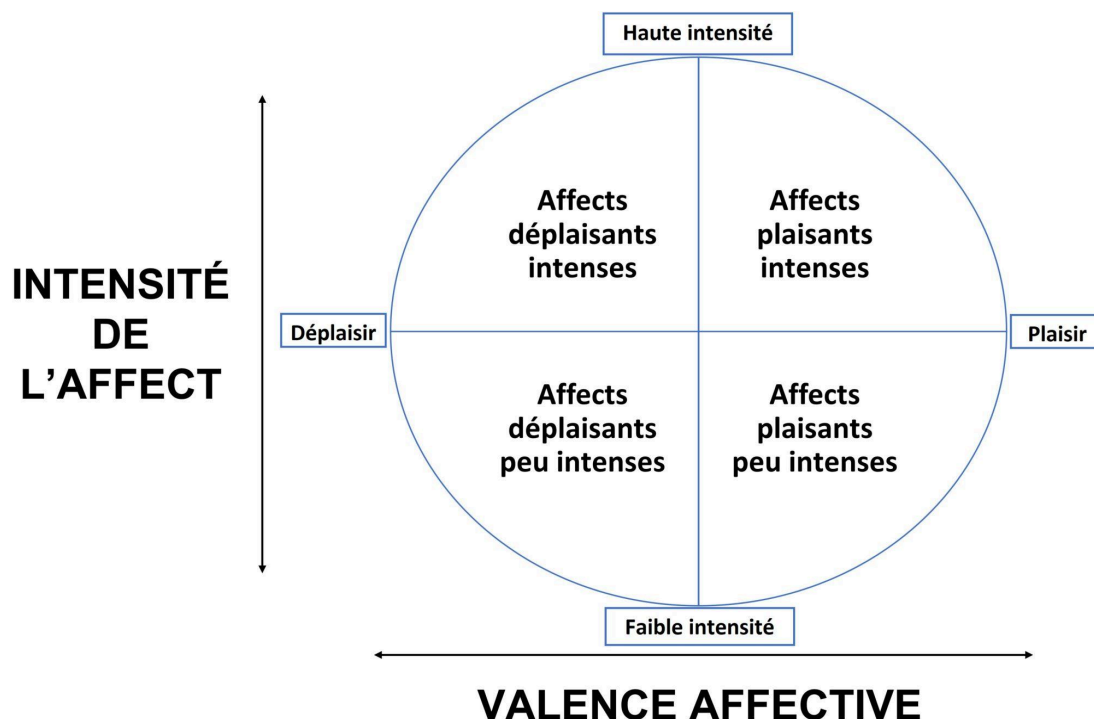 Haute intensité
Affects
déplaisants
intenses
Affects
plaisants
intenses
INTENSITÉ
DE
L’AFFECT
Déplaisir
Plaisir
Affects
déplaisants
peu intenses
Affects
plaisants
peu intenses
Faible intensité
VALENCE AFFECTIVE